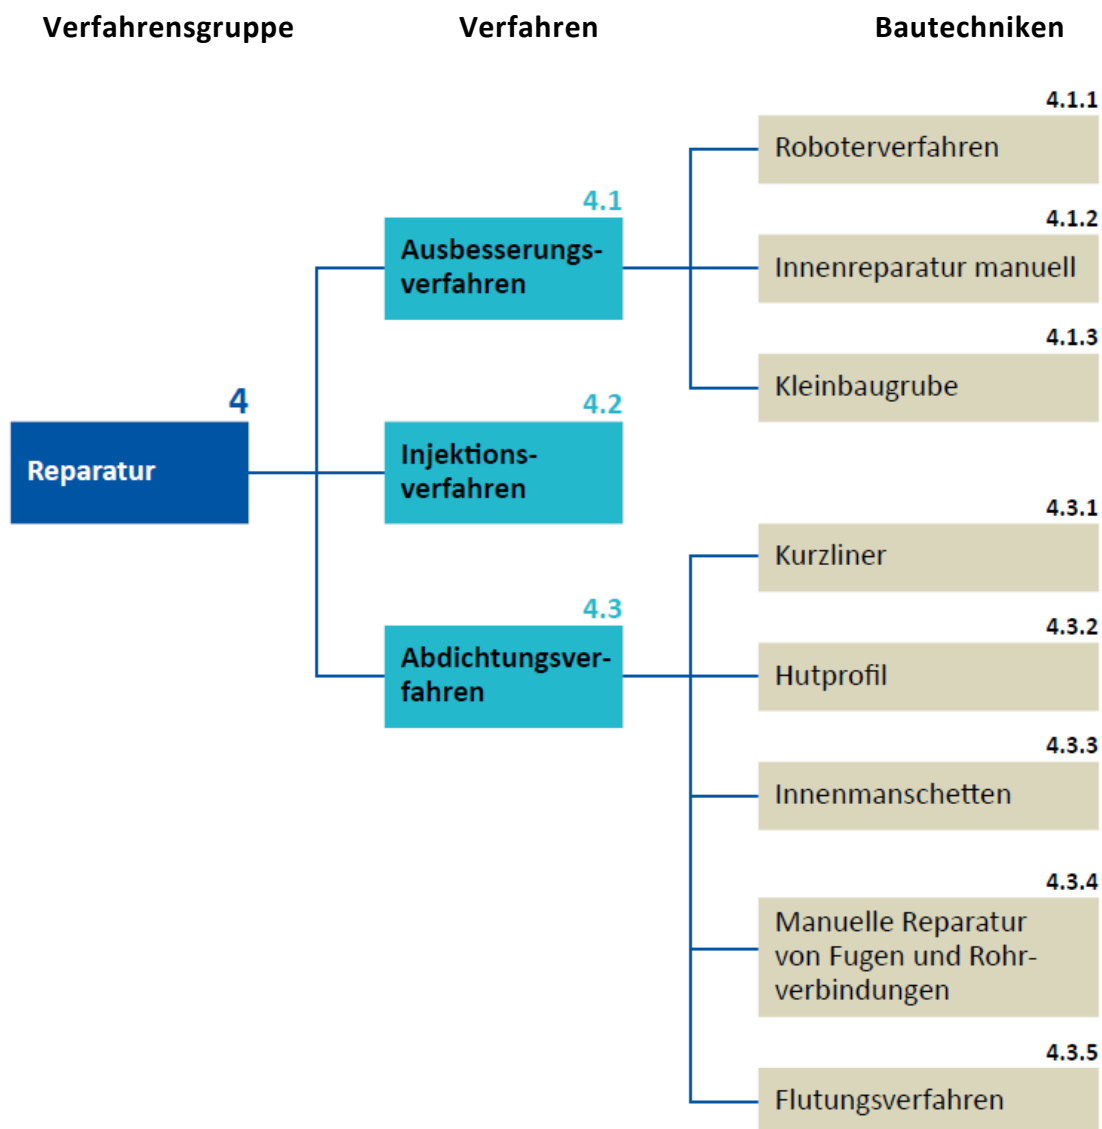 Verfahrensgruppe
Verfahren
Bautechniken
4
Reparatur
4.1
Ausbesserungs-
verfahren
4.1.1
Roboterverfahren
4.1.2
Innenreparatur manuell
4.1.3
Kleinbaugrube
4.2
Injektions-
verfahren
4.3
Abdichtungsver-
fahren
4.3.1
Kurzliner
4.3.2
Hutprofil
4.3.3
Innenmanschetten
4.3.4
Manuelle Reparatur
von Fugen und Rohr-
verbindungen
4.3.5
Flutungsverfahren